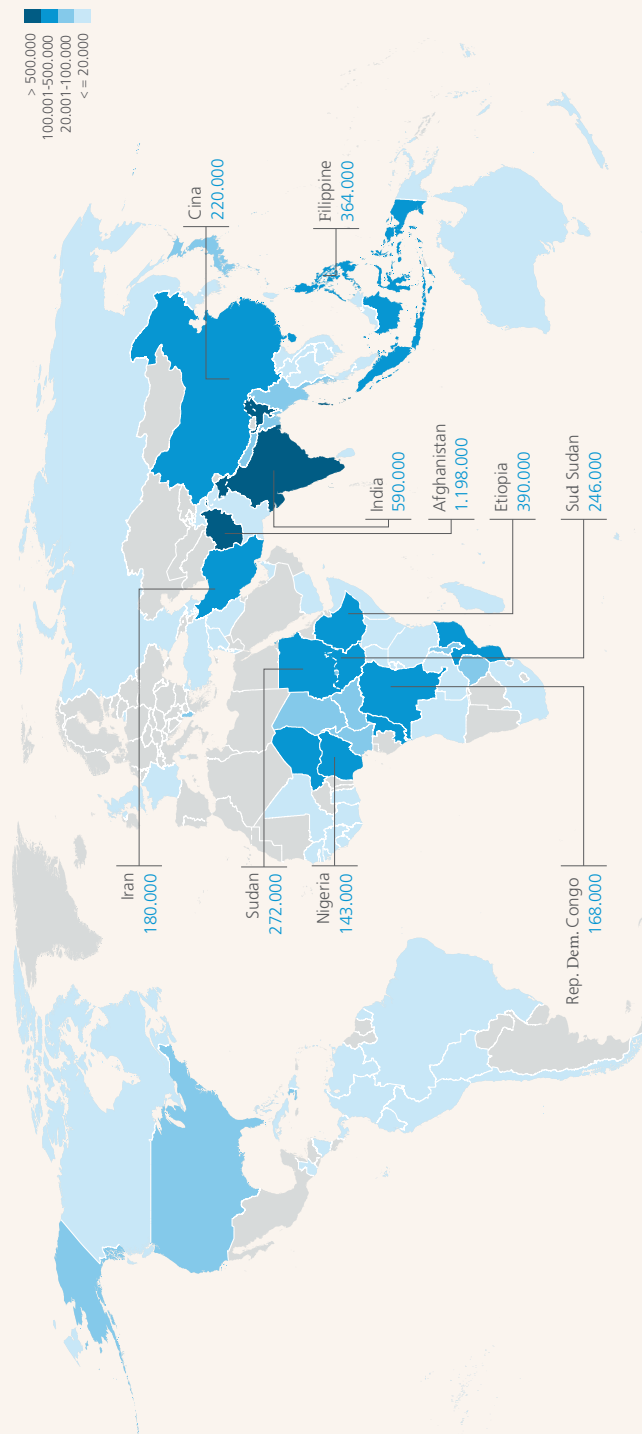 > 500.000
100.001-500.000
20.001-100.000
< = 20.000
Cina
220.000
Filippine
364.000
India
590.000
Afghanistan
1.198.000
Etiopia
390.000
Sud Sudan
246.000
Iran
180.000
Sudan
272.000
Nigeria
143.000
Rep. Dem. Congo
168.000